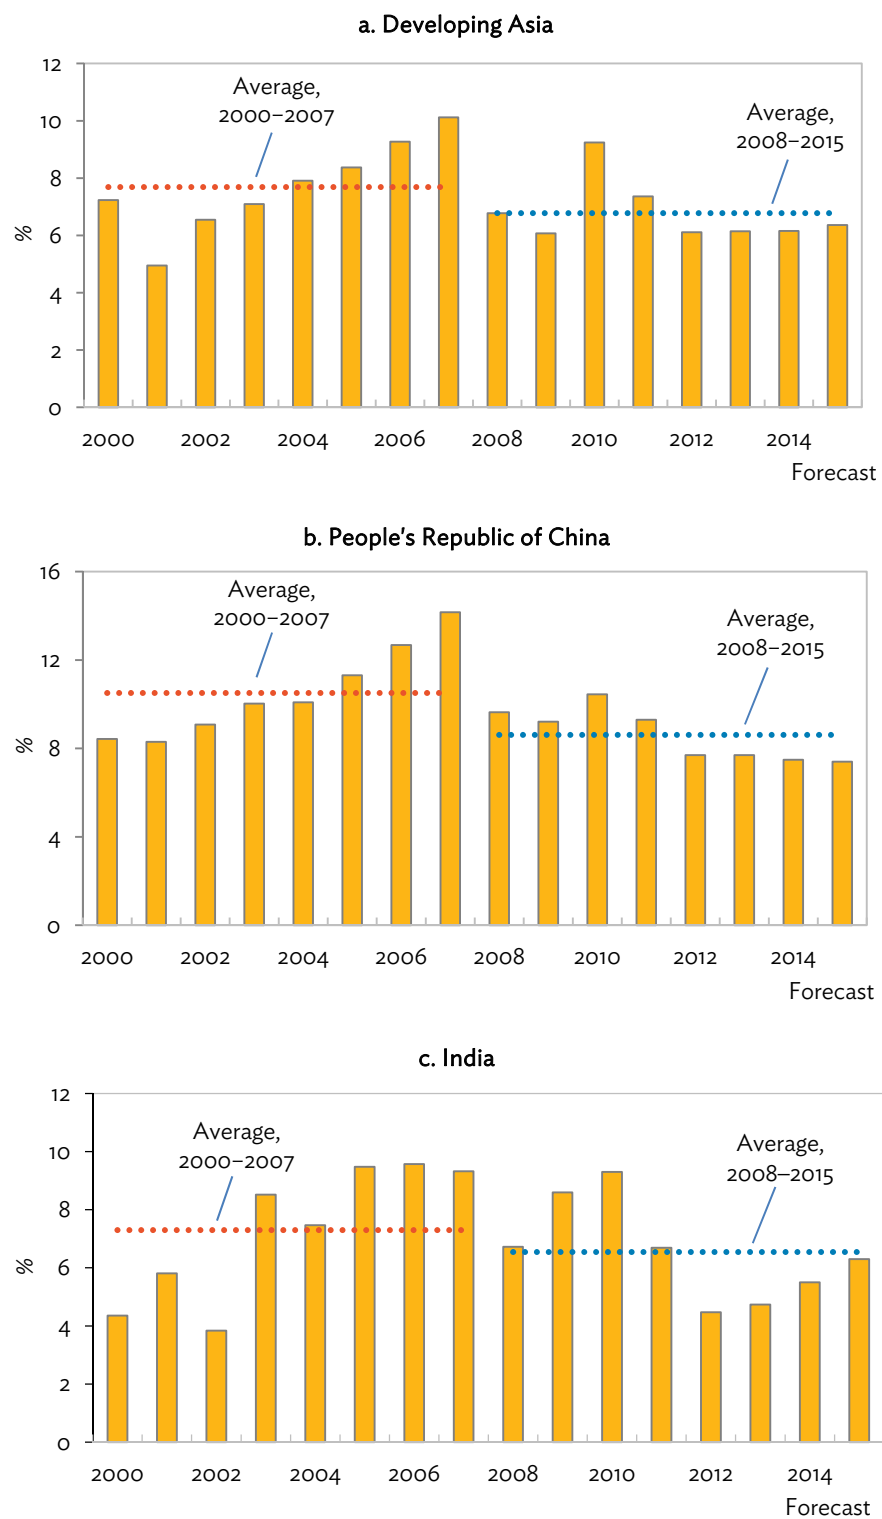 a. Developing Asia
12
10
8
6
4
2
0
%
Average,
2000–2007
Average,
2008–2015
2000 2002 2004 2006 2008 2010 2012 2014
Forecast
b. People's Republic of China
16
12
8
4
0
%
Average,
2000–2007
Average,
2008–2015
2000 2002 2004 2006 2008 2010 2012 2014
Forecast
c. India
12
10
8
6
4
2
0
%
Average,
2000–2007
Average,
2008–2015
2000 2002 2004 2006 2008 2010 2012 2014
Forecast